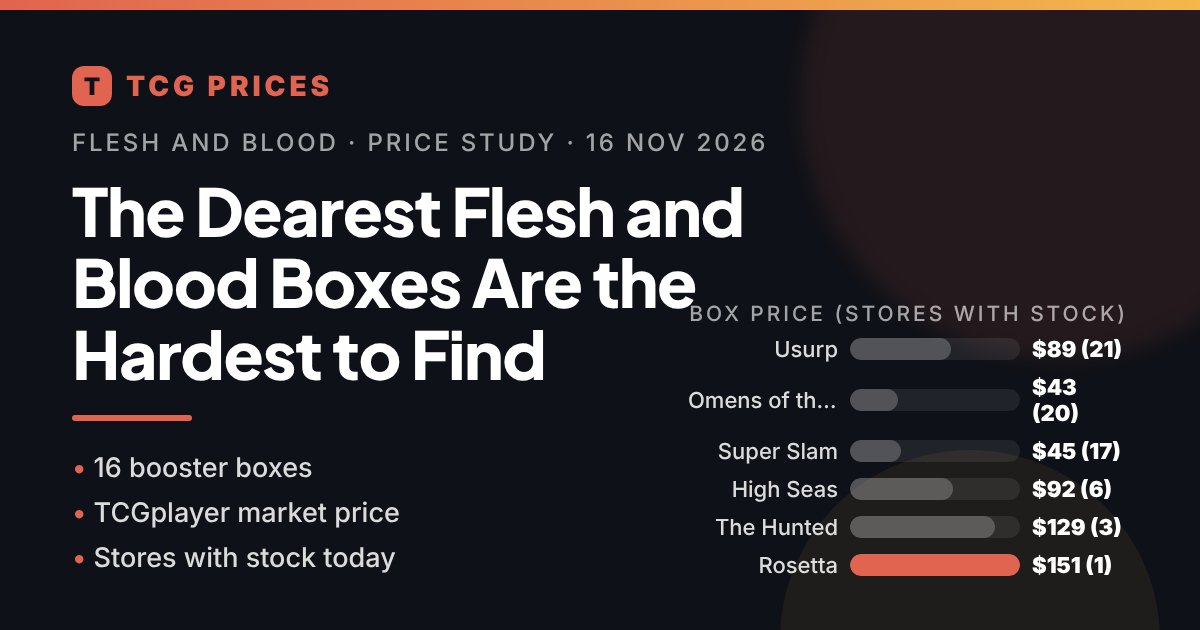 T TCG PRICES
FLESH AND BLOOD · PRICE STUDY · 16 NOV 2026
The Dearest Flesh and
Blood Boxes Are the
Hardest to Find
• 16 booster boxes
• TCGplayer market price
• Stores with stock today
BOX PRICE (STORES WITH STOCK)
Usurp $89 (21)
Omens of th... $43
(20)
Super Slam $45 (17)
High Seas $92 (6)
The Hunted $129 (3)
Rosetta $151 (1)